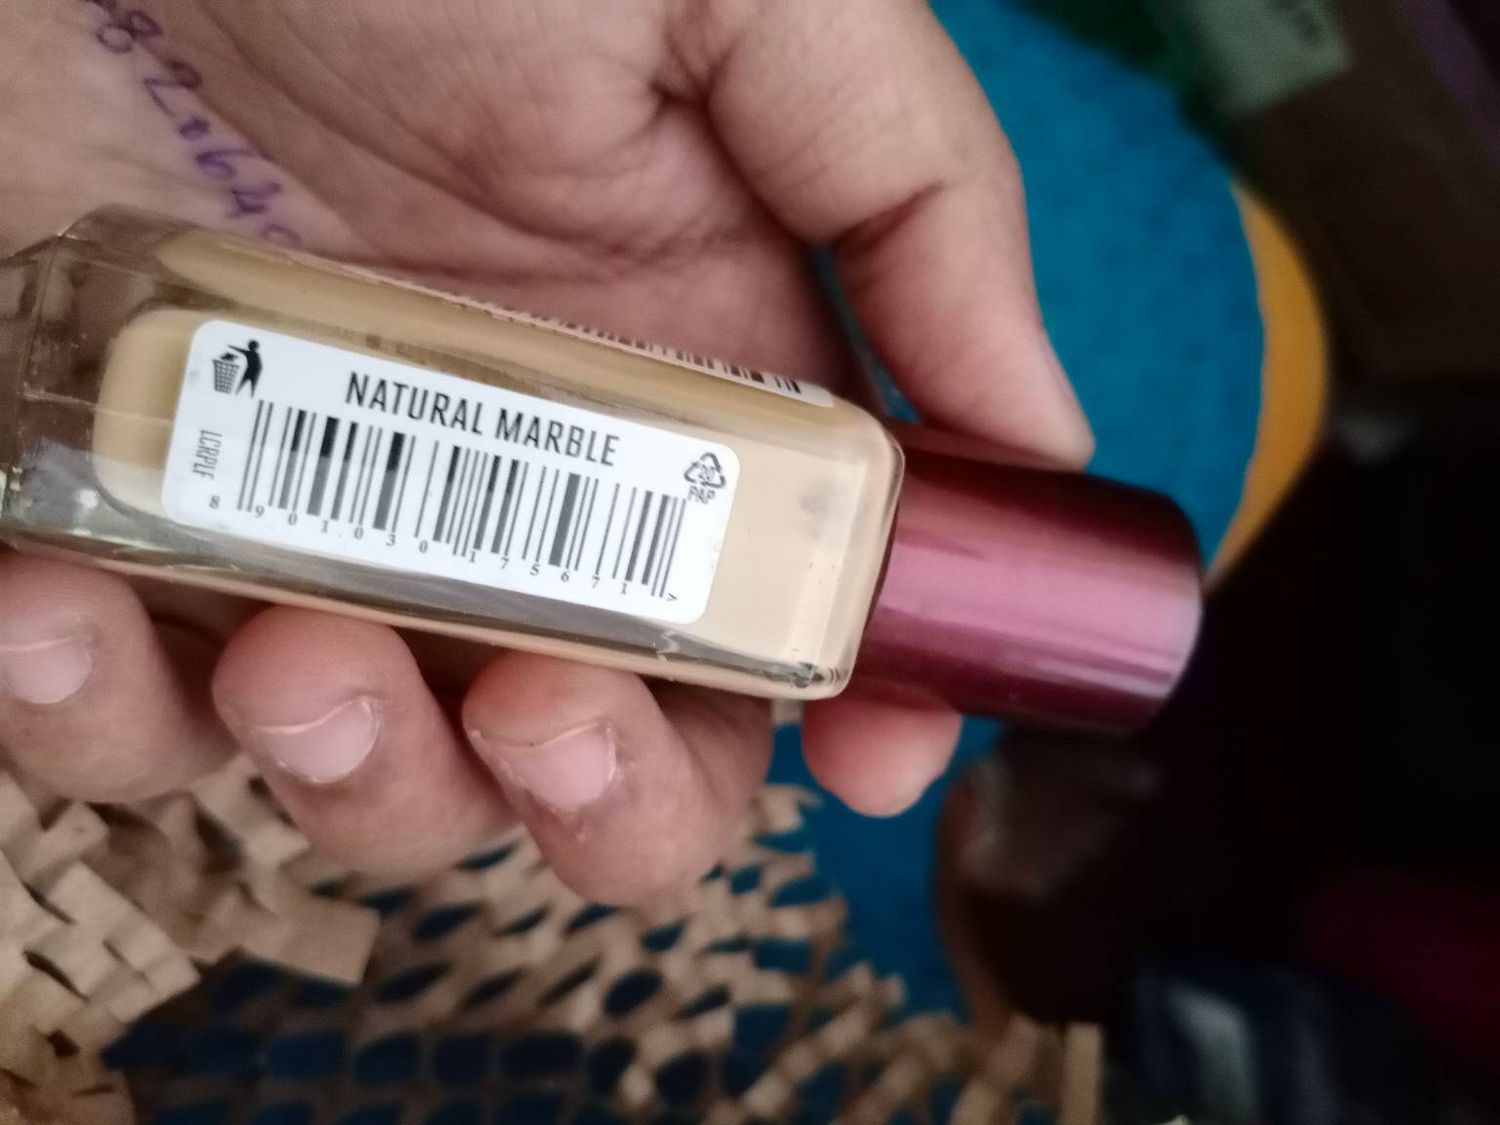 NATURAL MARBLE
LCRPLF
20
PAP
8 901030 175671 >